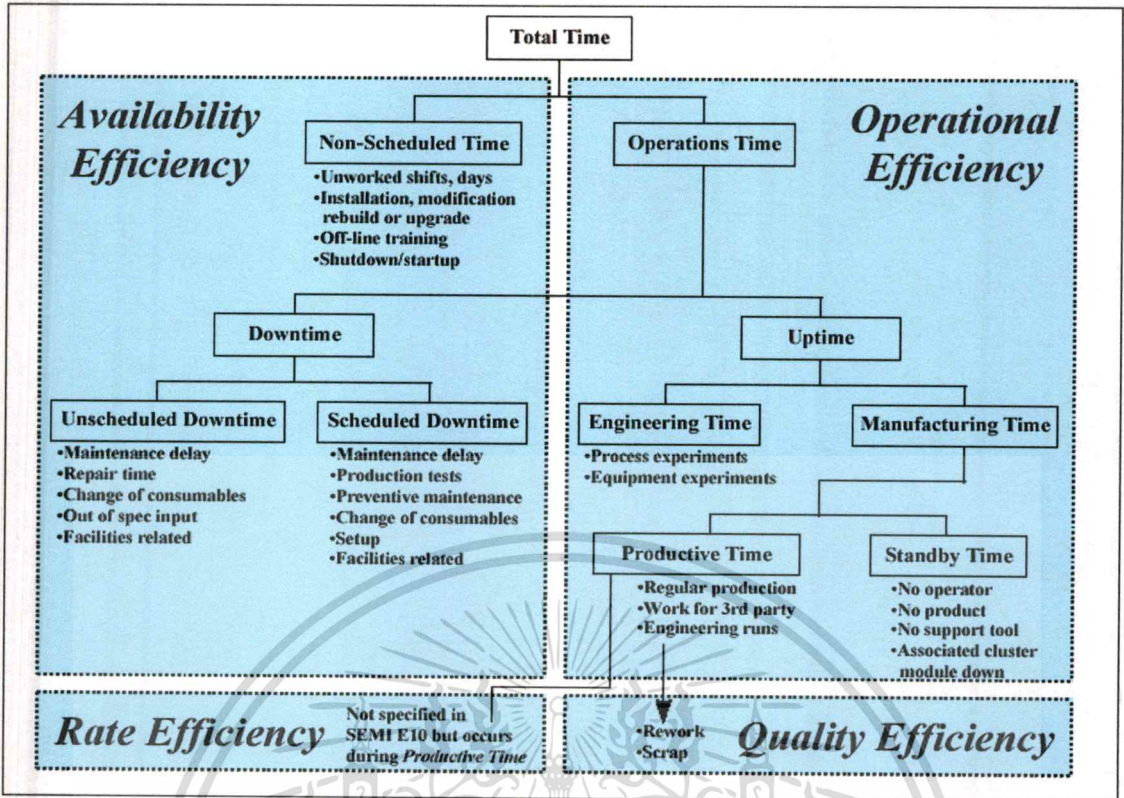 Total Time
Availability
Efficiency
Operational
Efficiency
Non-Scheduled Time
•Unworked shifts, days
•Installation, modification
rebuild or upgrade
•Off-line training
•Shutdown/startup
Operations Time
Downtime
Uptime
Unscheduled Downtime
•Maintenance delay
•Repair time
•Change of consumables
•Out of spec input
•Facilities related
Scheduled Downtime
•Maintenance delay
•Production tests
•Preventive maintenance
•Change of consumables
•Setup
•Facilities related
Engineering Time
•Process experiments
•Equipment experiments
Manufacturing Time
Productive Time
•Regular production
•Work for 3rd party
•Engineering runs
Standby Time
•No operator
•No product
•No support tool
•Associated cluster
module down
Rate Efficiency
Not specified in
SEMI E10 but occurs
during Productive Time
•Rework
•Scrap
Quality Efficiency